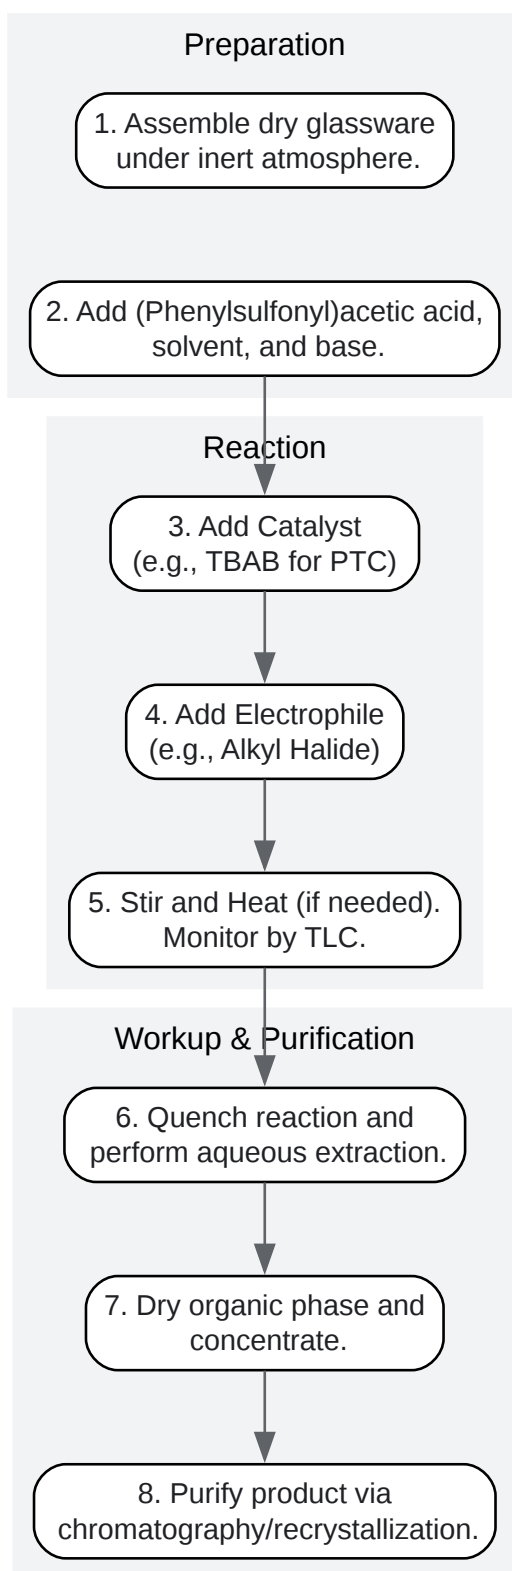 Preparation
1. Assemble dry glassware
under inert atmosphere.
2. Add (Phenylsulfonyl)acetic acid,
solvent, and base.
Reaction
3. Add Catalyst
(e.g., TBAB for PTC)
4. Add Electrophile
(e.g., Alkyl Halide)
5. Stir and Heat (if needed).
Monitor by TLC.
Workup & Purification
6. Quench reaction and
perform aqueous extraction.
7. Dry organic phase and
concentrate.
8. Purify product via
chromatography/recrystallization.